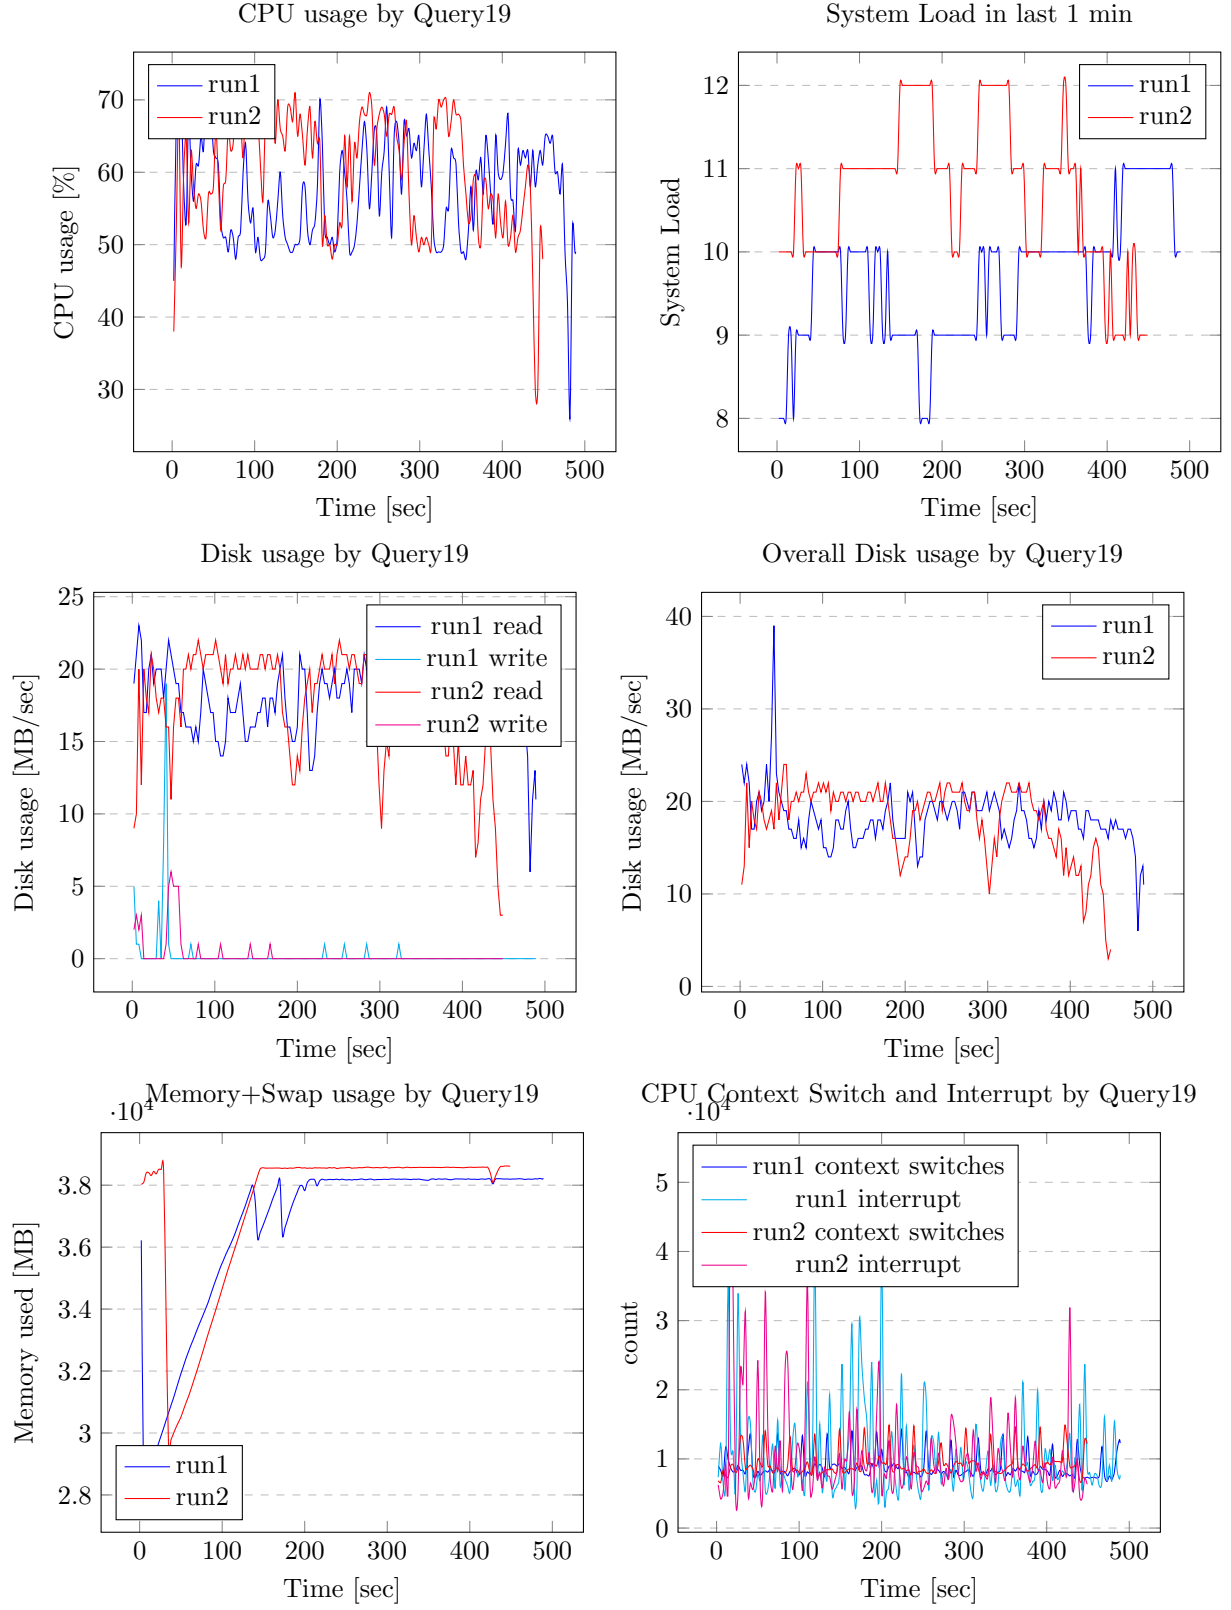 CPU usage by Query19
run1
run2
70
60
50
40
30
CPU usage [%]
0 100 200 300 400 500
Time [sec]
System Load in last 1 min
run1
run2
12
11
10
9
8
System Load
0 100 200 300 400 500
Time [sec]
Disk usage by Query19
run1 read
run1 write
run2 read
run2 write
25
20
15
10
5
0
Disk usage [MB/sec]
0 100 200 300 400 500
Time [sec]
Overall Disk usage by Query19
run1
run2
40
30
20
10
0
Disk usage [MB/sec]
0 100 200 300 400 500
Time [sec]
Memory+Swap usage by Query19
·10⁴
3.8
3.6
3.4
3.2
3
2.8
Memory used [MB]
run1
run2
0 100 200 300 400 500
Time [sec]
CPU Context Switch and Interrupt by Query19
·10⁴
run1 context switches
run1 interrupt
run2 context switches
run2 interrupt
5
4
3
2
1
0
count
0 100 200 300 400 500
Time [sec]